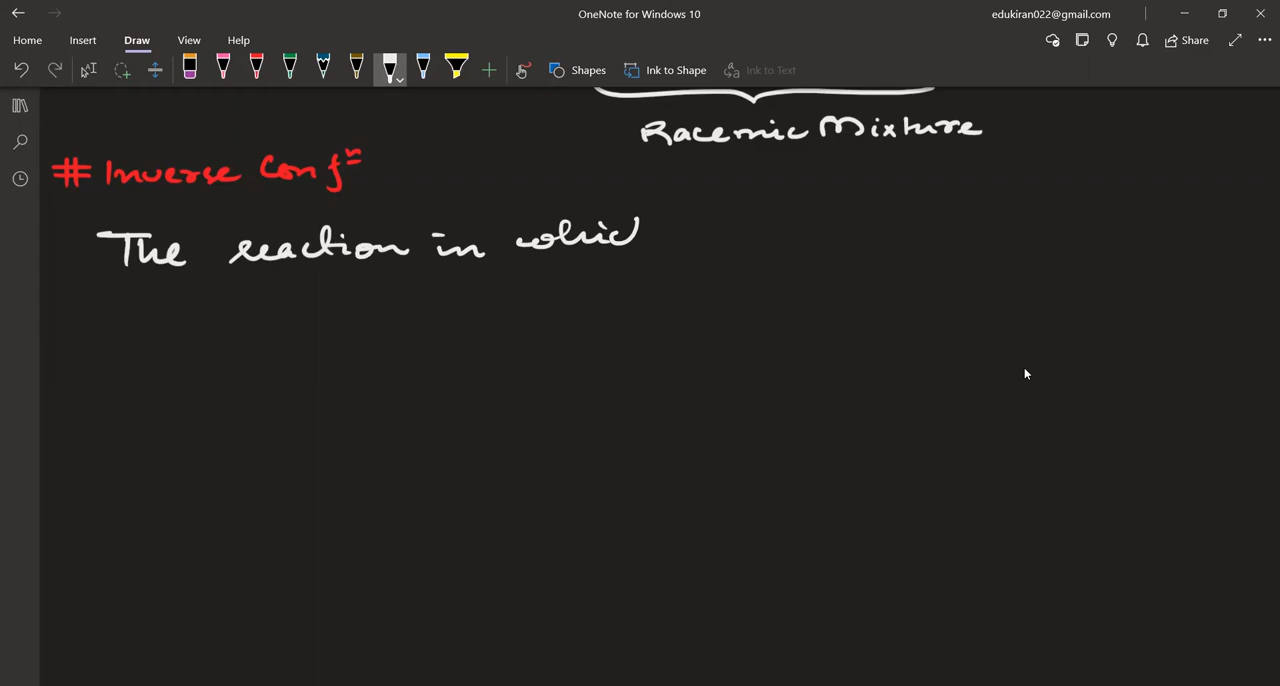 OneNote for Windows 10
edukiran022@gmail.com
Home Insert Draw View Help
Share
Shapes Ink to Shape Ink to Text
Racemic Mixture
# Inverse Confn
The reaction in whic